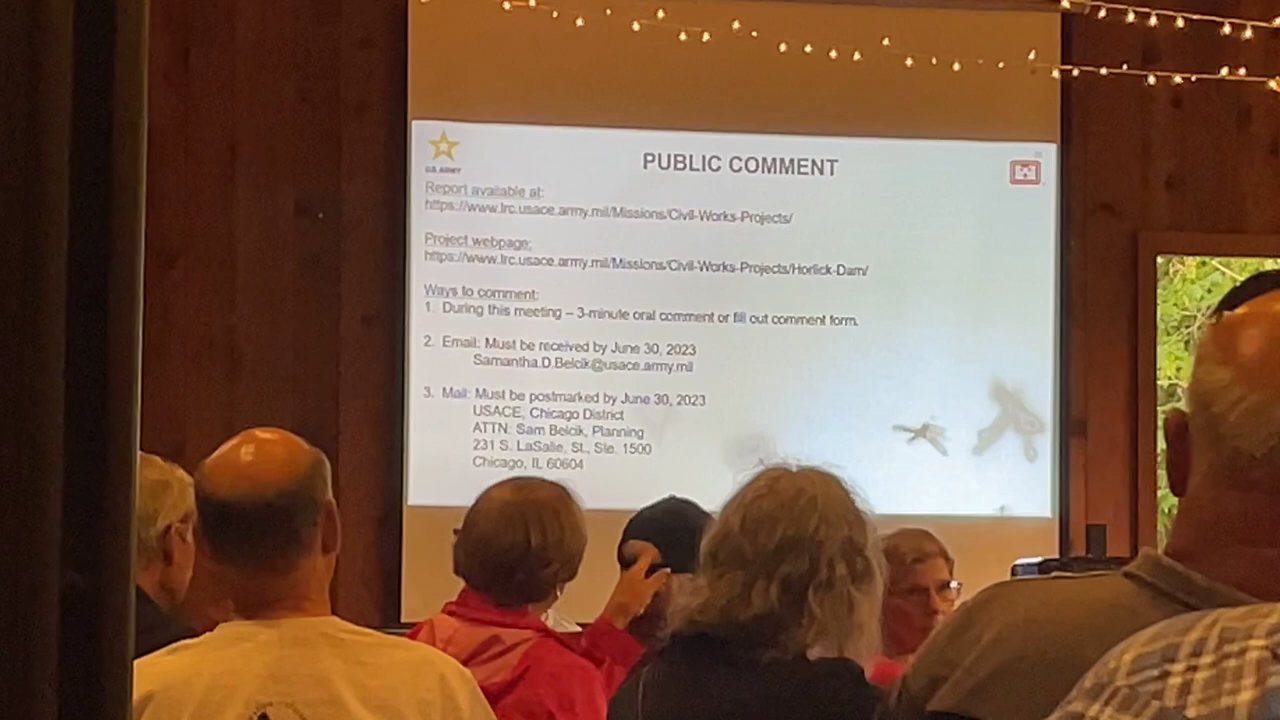 PUBLIC COMMENT
U.S. ARMY
Report available at:
https://www.lrc.usace.army.mil/Missions/Civil-Works-Projects/
Project webpage:
https://www.lrc.usace.army.mil/Missions/Civil-Works-Projects/Horlick-Dam/
Ways to comment:
1. During this meeting – 3-minute oral comment or fill out comment form.
2. Email: Must be received by June 30, 2023
Samantha.D.Belcik@usace.army.mil
3. Mail: Must be postmarked by June 30, 2023
USACE, Chicago District
ATTN: Sam Belcik, Planning
231 S. LaSalle, St., Ste. 1500
Chicago, IL 60604